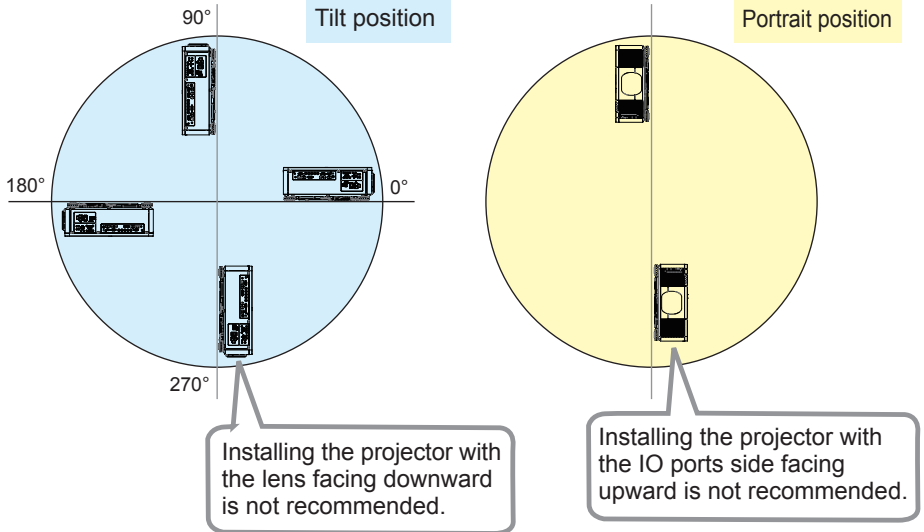 90°
Tilt position
Portrait position
180°
0°
270°
Installing the projector with
the lens facing downward
is not recommended.
Installing the projector with
the IO ports side facing
upward is not recommended.